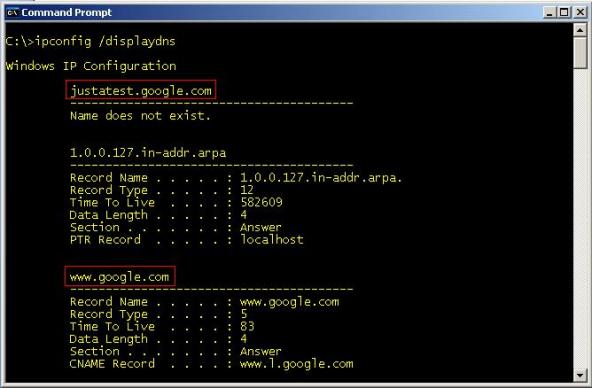 Command Prompt
C:\>ipconfig /displaydns
Windows IP Configuration
justatest.google.com
----------------------------------------
Name does not exist.
1.0.0.127.in-addr.arpa
----------------------------------------
Record Name . . . . . : 1.0.0.127.in-addr.arpa.
Record Type . . . . . : 12
Time To Live . . . . : 582609
Data Length . . . . . : 4
Section . . . . . . . : Answer
PTR Record . . . . . : localhost
www.google.com
----------------------------------------
Record Name . . . . . : www.google.com
Record Type . . . . . : 5
Time To Live . . . . : 83
Data Length . . . . . : 4
Section . . . . . . . : Answer
CNAME Record . . . . : www.l.google.com